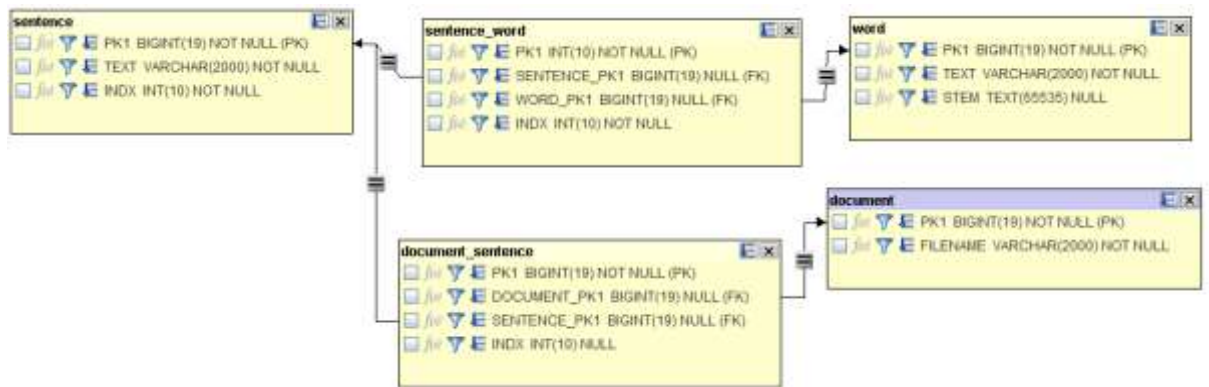 sentence
PK1 BIGINT(19) NOT NULL (PK)
TEXT VARCHAR(2000) NOT NULL
INDX INT(10) NOT NULL
sentence_word
PK1 INT(10) NOT NULL (PK)
SENTENCE_PK1 BIGINT(19) NULL (FK)
WORD_PK1 BIGINT(19) NULL (FK)
INDX INT(10) NOT NULL
word
PK1 BIGINT(19) NOT NULL (PK)
TEXT VARCHAR(2000) NOT NULL
STEM TEXT(65535) NULL
document
PK1 BIGINT(19) NOT NULL (PK)
FILENAME VARCHAR(2000) NOT NULL
document_sentence
PK1 BIGINT(19) NOT NULL (PK)
DOCUMENT_PK1 BIGINT(19) NULL (FK)
SENTENCE_PK1 BIGINT(19) NULL (FK)
INDX INT(10) NULL